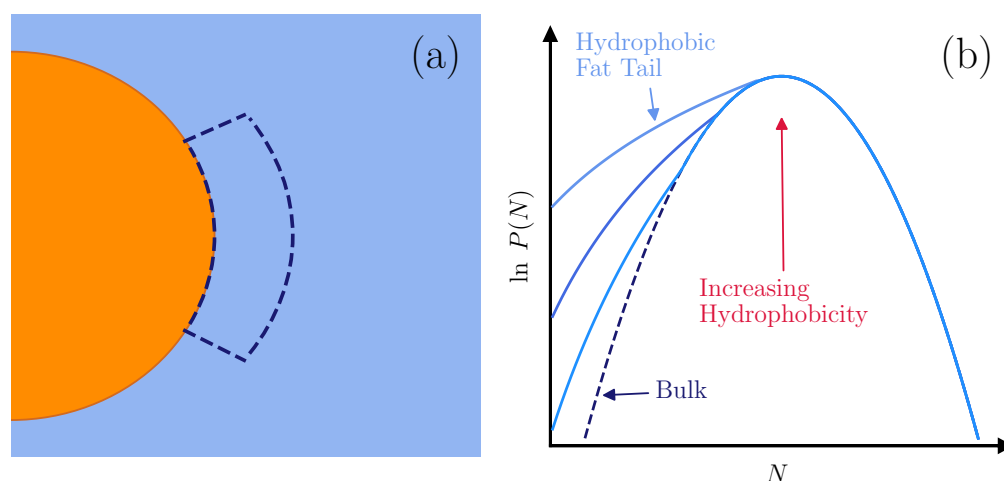 (a)
(b)
Hydrophobic
Fat Tail
ln P(N)
Increasing
Hydrophobicity
Bulk
N